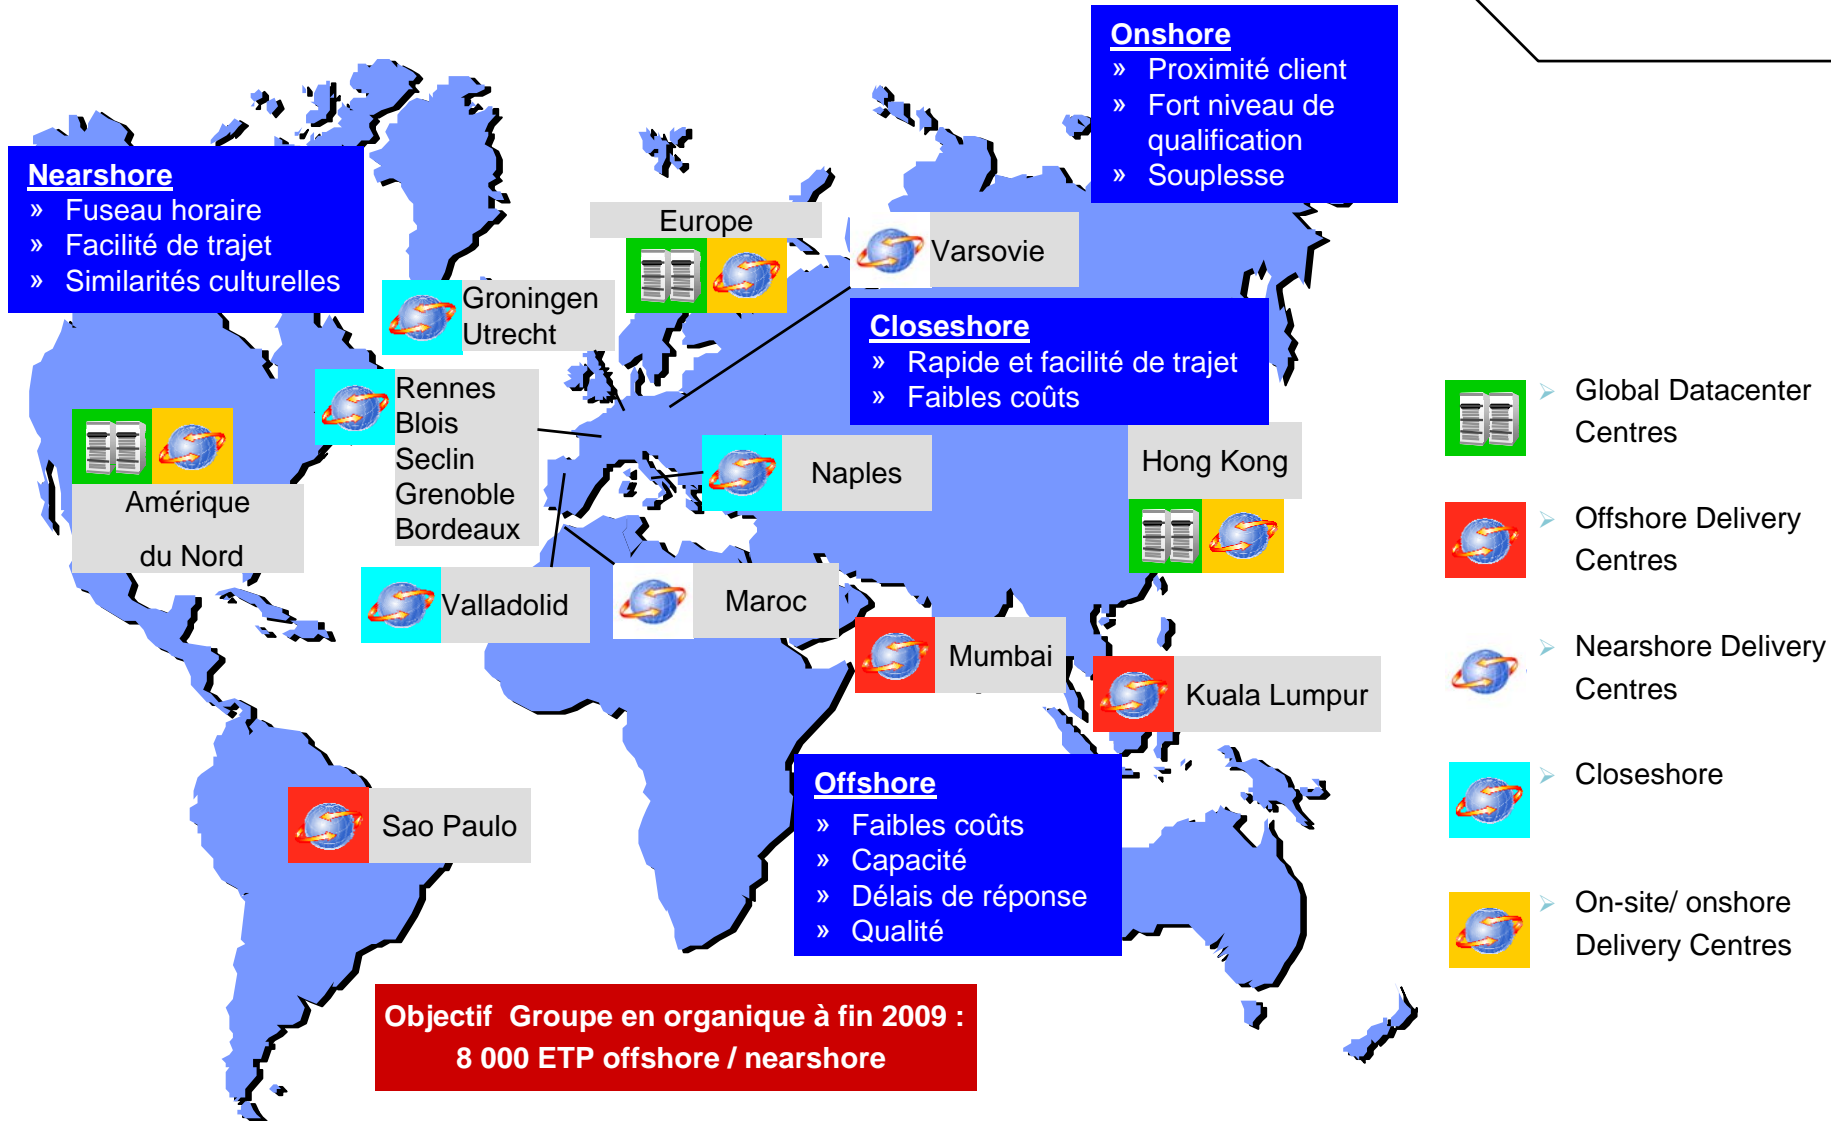 Onshore
» Proximité client
» Fort niveau de
qualification
» Souplesse
Nearshore
» Fuseau horaire
» Facilité de trajet
» Similarités culturelles
Europe
Varsovie
Groningen
Utrecht
Closeshore
» Rapide et facilité de trajet
» Faibles coûts
Rennes
Blois
Seclin
Grenoble
Bordeaux
Naples
Hong Kong
Amérique
du Nord
Valladolid
Maroc
Mumbai
Kuala Lumpur
Sao Paulo
Offshore
» Faibles coûts
» Capacité
» Délais de réponse
» Qualité
Objectif Groupe en organique à fin 2009 :
8 000 ETP offshore / nearshore
Global Datacenter
Centres
Offshore Delivery
Centres
Nearshore Delivery
Centres
Closeshore
On-site/ onshore
Delivery Centres